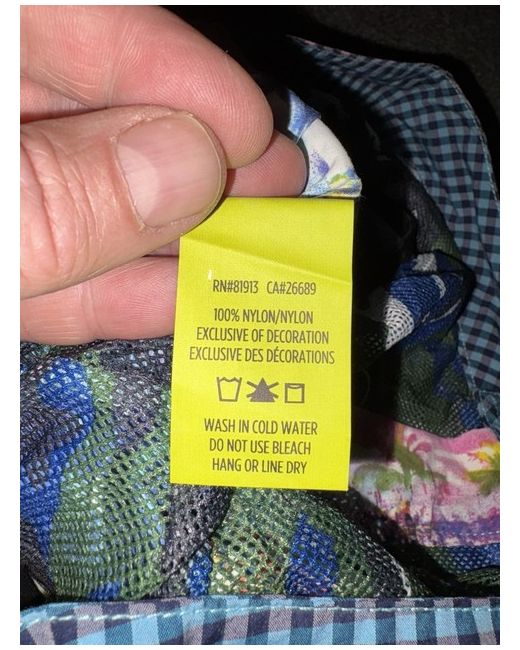 RN#81913 CA#26689
100% NYLON/NYLON
EXCLUSIVE OF DECORATION
EXCLUSIVE DES DÉCORATIONS
WASH IN COLD WATER
DO NOT USE BLEACH
HANG OR LINE DRY